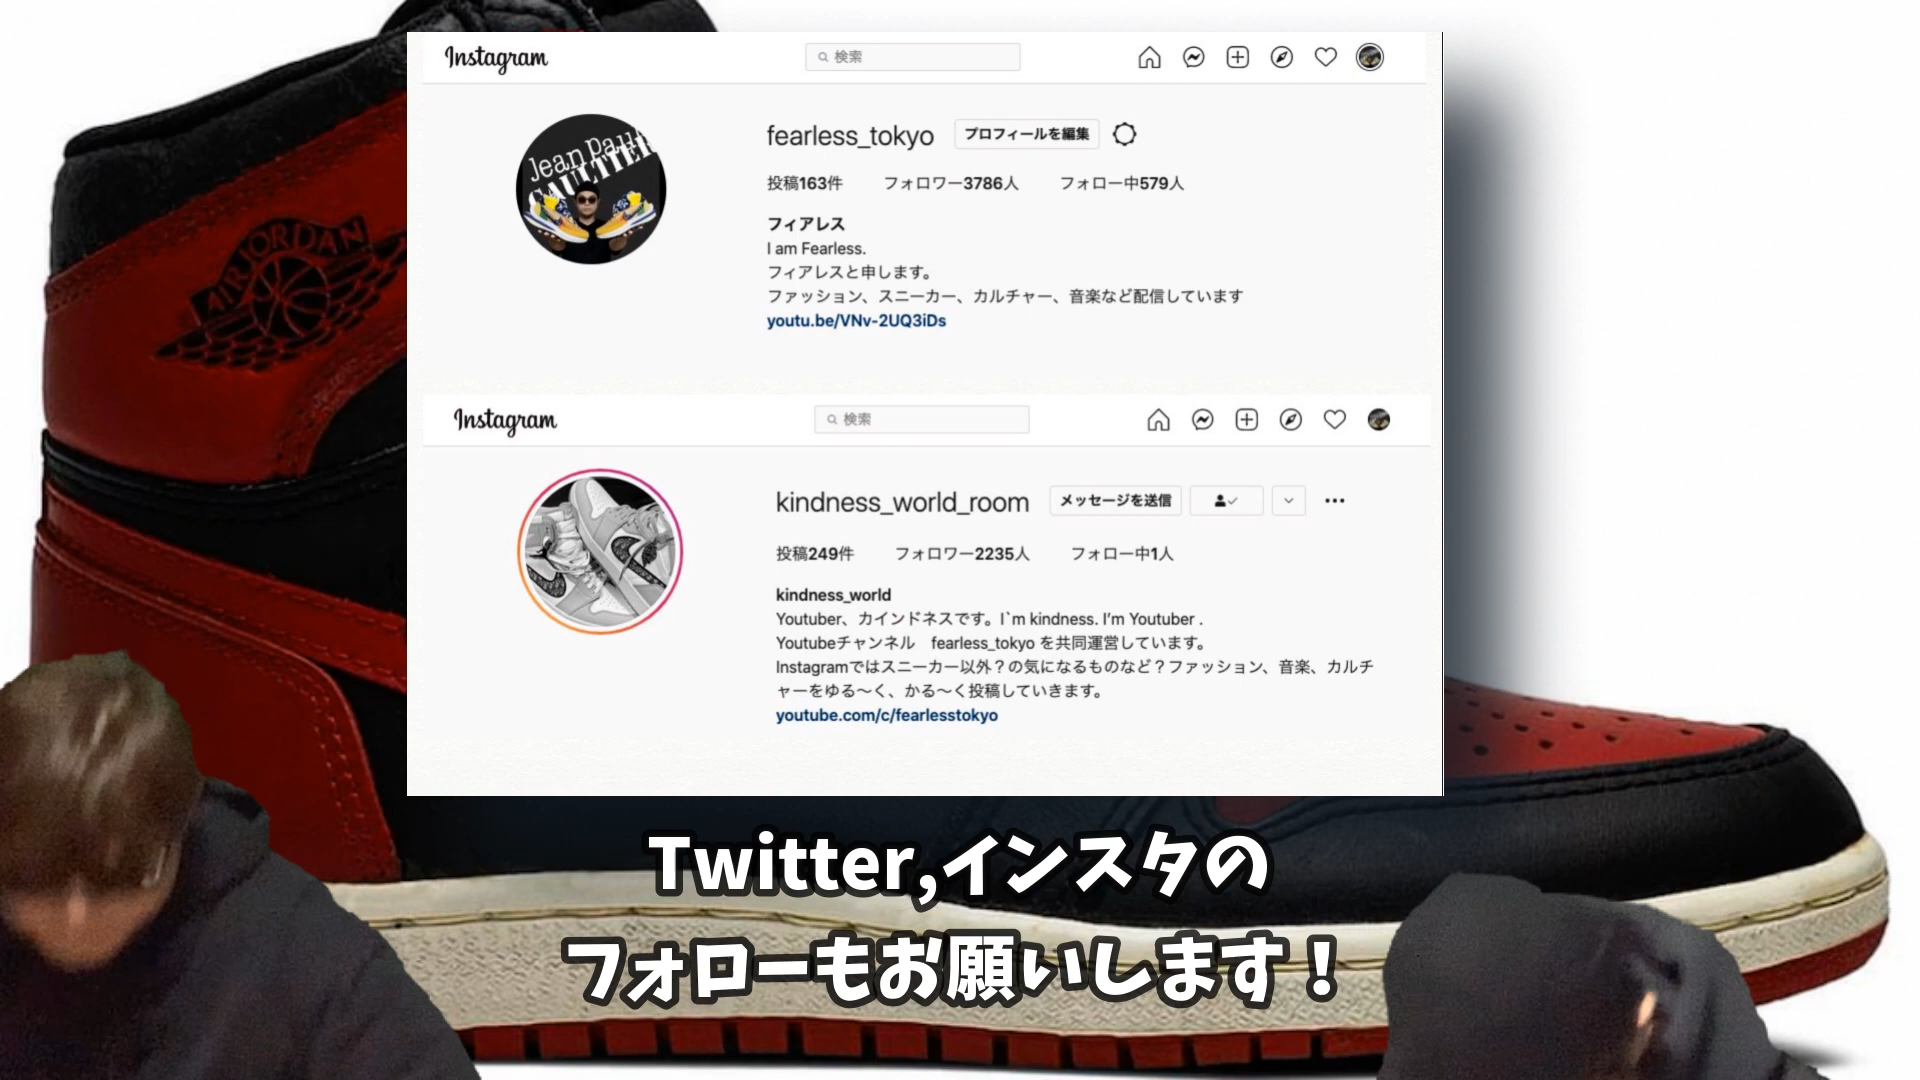 Instagram
検索
Jean Paul
GAULTIER
fearless_tokyo
プロフィールを編集
投稿163件 フォロワー3786人 フォロー中579人
フィアレス
I am Fearless.
フィアレスと申します。
ファッション、スニーカー、カルチャー、音楽など配信しています
youtu.be/VNv-2UQ3iDs
AIR JORDAN
Instagram
検索
kindness_world_room
メッセージを送信
投稿249件 フォロワー2235人 フォロー中1人
kindness_world
Youtuber、カインドネスです。I`m kindness. I’m Youtuber .
Youtubeチャンネル　fearless_tokyo を共同運営しています。
Instagramではスニーカー以外？の気になるものなど？ファッション、音楽、カルチ
ャーをゆる〜く、かる〜く投稿していきます。
youtube.com/c/fearlesstokyo
Twitter,インスタの
フォローもお願いします！